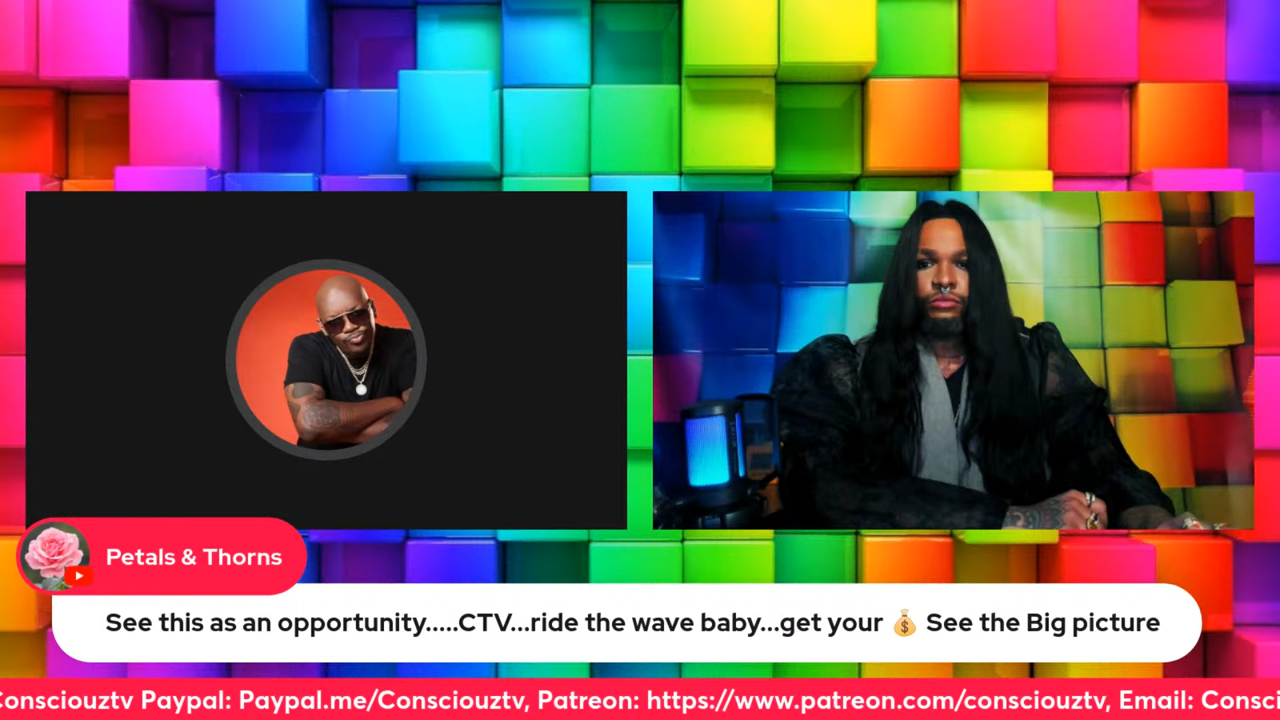 Petals & Thorns
See this as an opportunity.....CTV...ride the wave baby...get your 💰 See the Big picture
Consciouztv Paypal: Paypal.me/Consciouztv, Patreon: https://www.patreon.com/consciouztv, Email: Consci